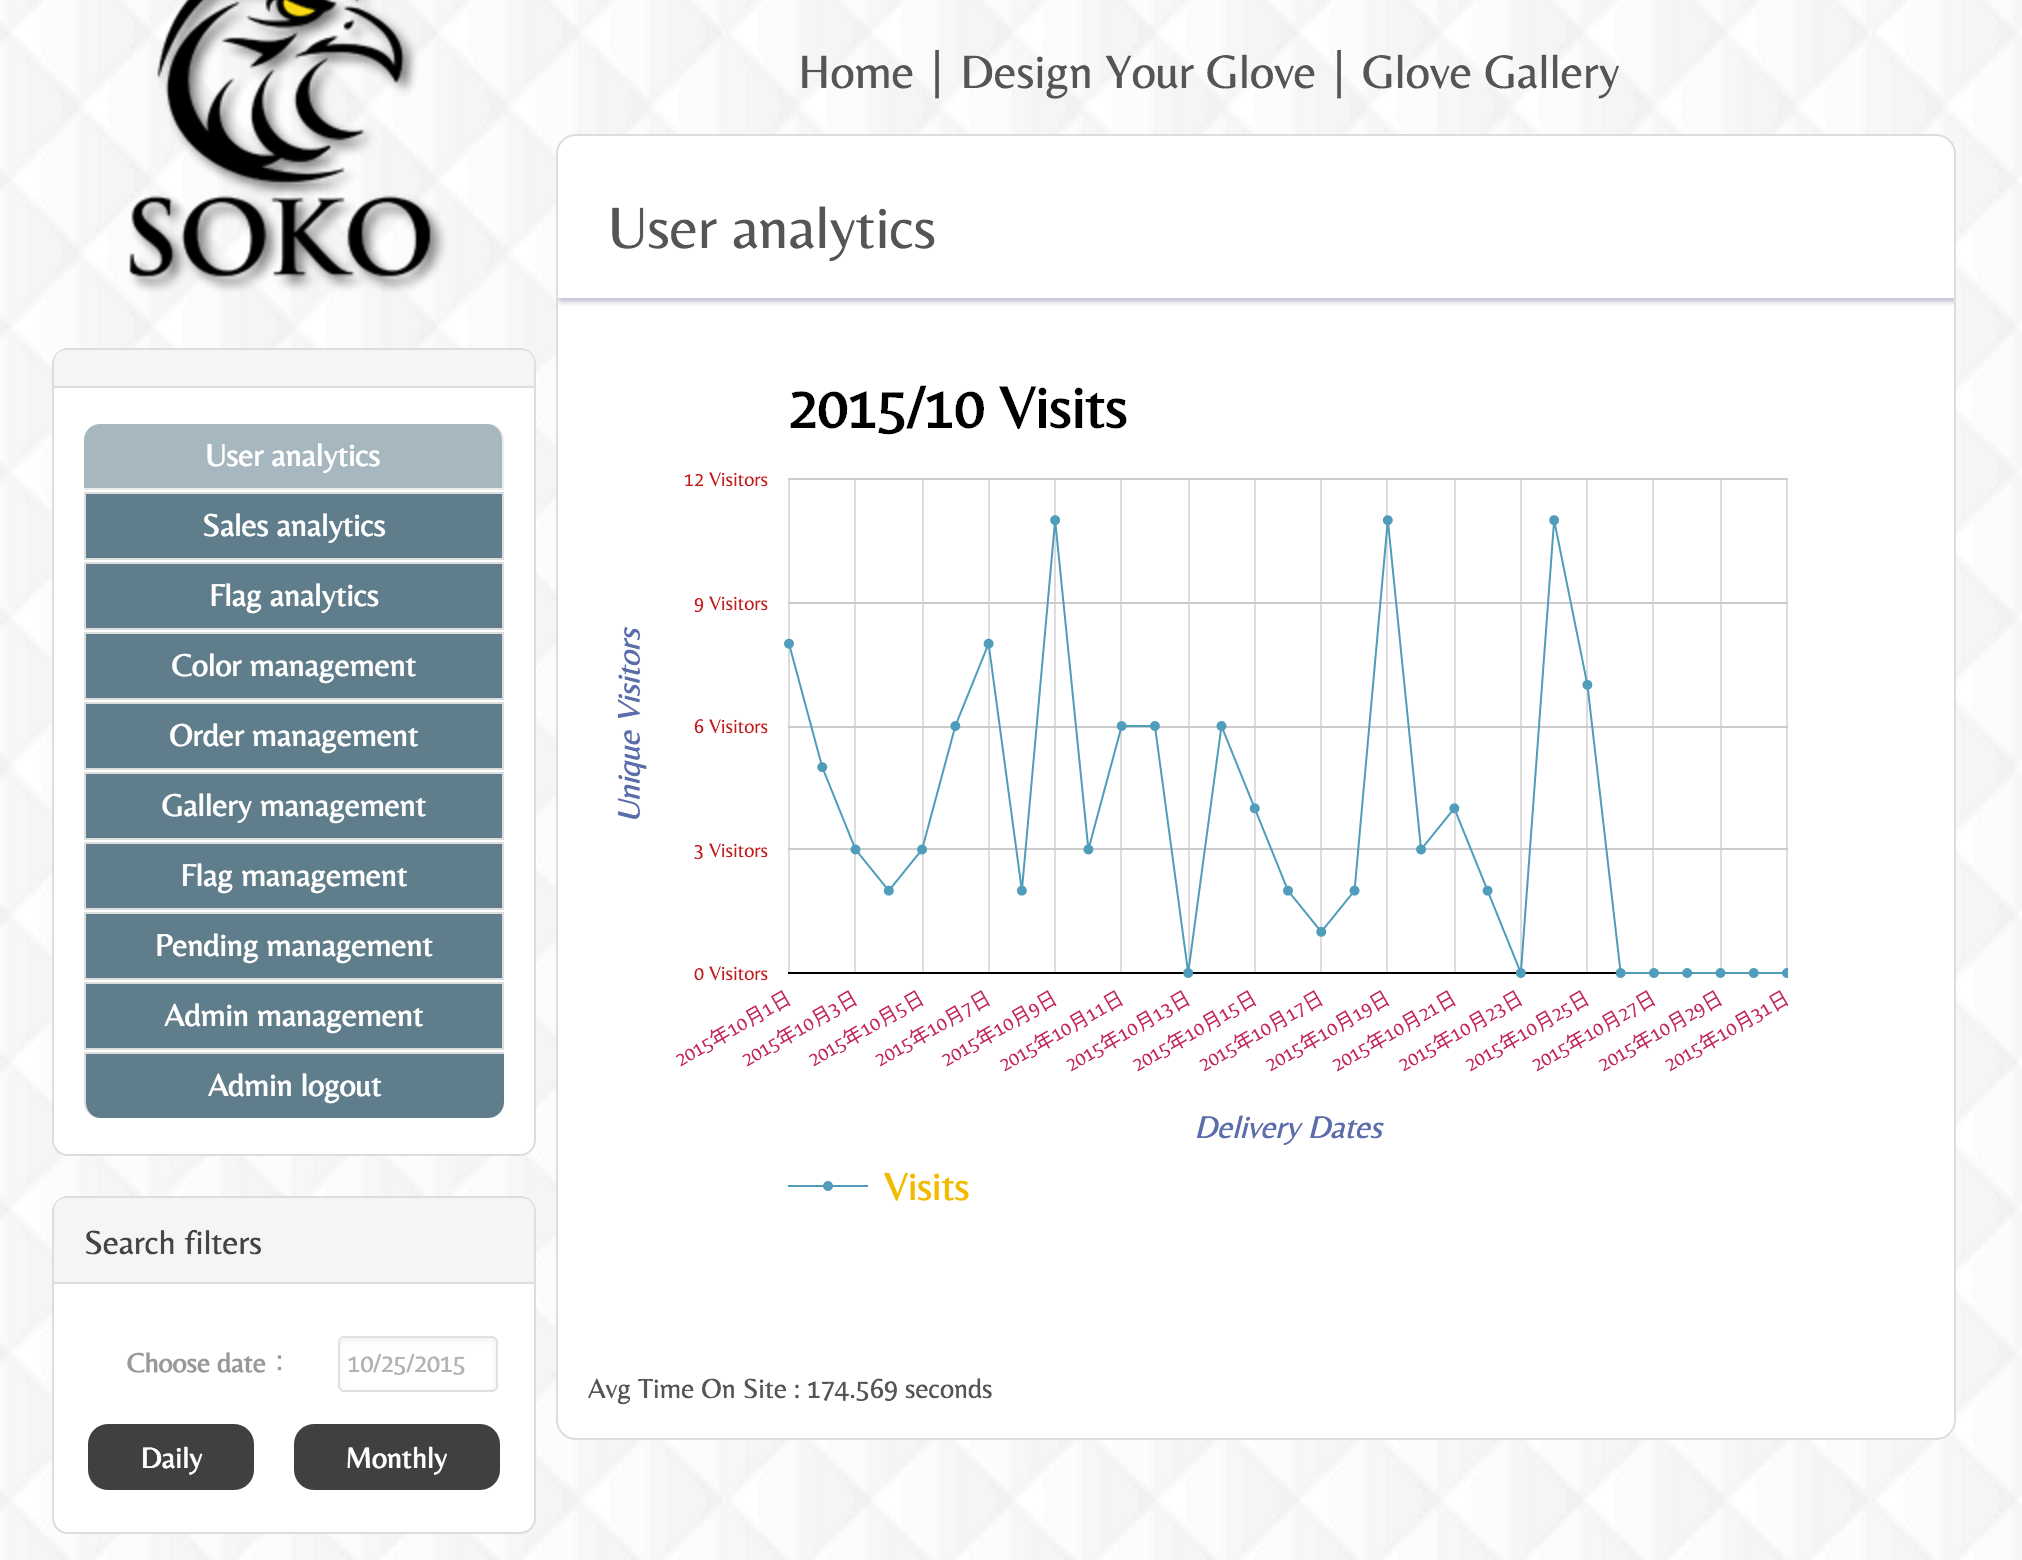 SOKO
Home | Design Your Glove | Glove Gallery
User analytics
Sales analytics
Flag analytics
Color management
Order management
Gallery management
Flag management
Pending management
Admin management
Admin logout
Search filters
Choose date：
10/25/2015
Daily
Monthly
User analytics
2015/10 Visits
12 Visitors
9 Visitors
6 Visitors
3 Visitors
0 Visitors
Unique Visitors
2015年10月1日
2015年10月3日
2015年10月5日
2015年10月7日
2015年10月9日
2015年10月11日
2015年10月13日
2015年10月15日
2015年10月17日
2015年10月19日
2015年10月21日
2015年10月23日
2015年10月25日
2015年10月27日
2015年10月29日
2015年10月31日
Delivery Dates
Visits
Avg Time On Site : 174.569 seconds